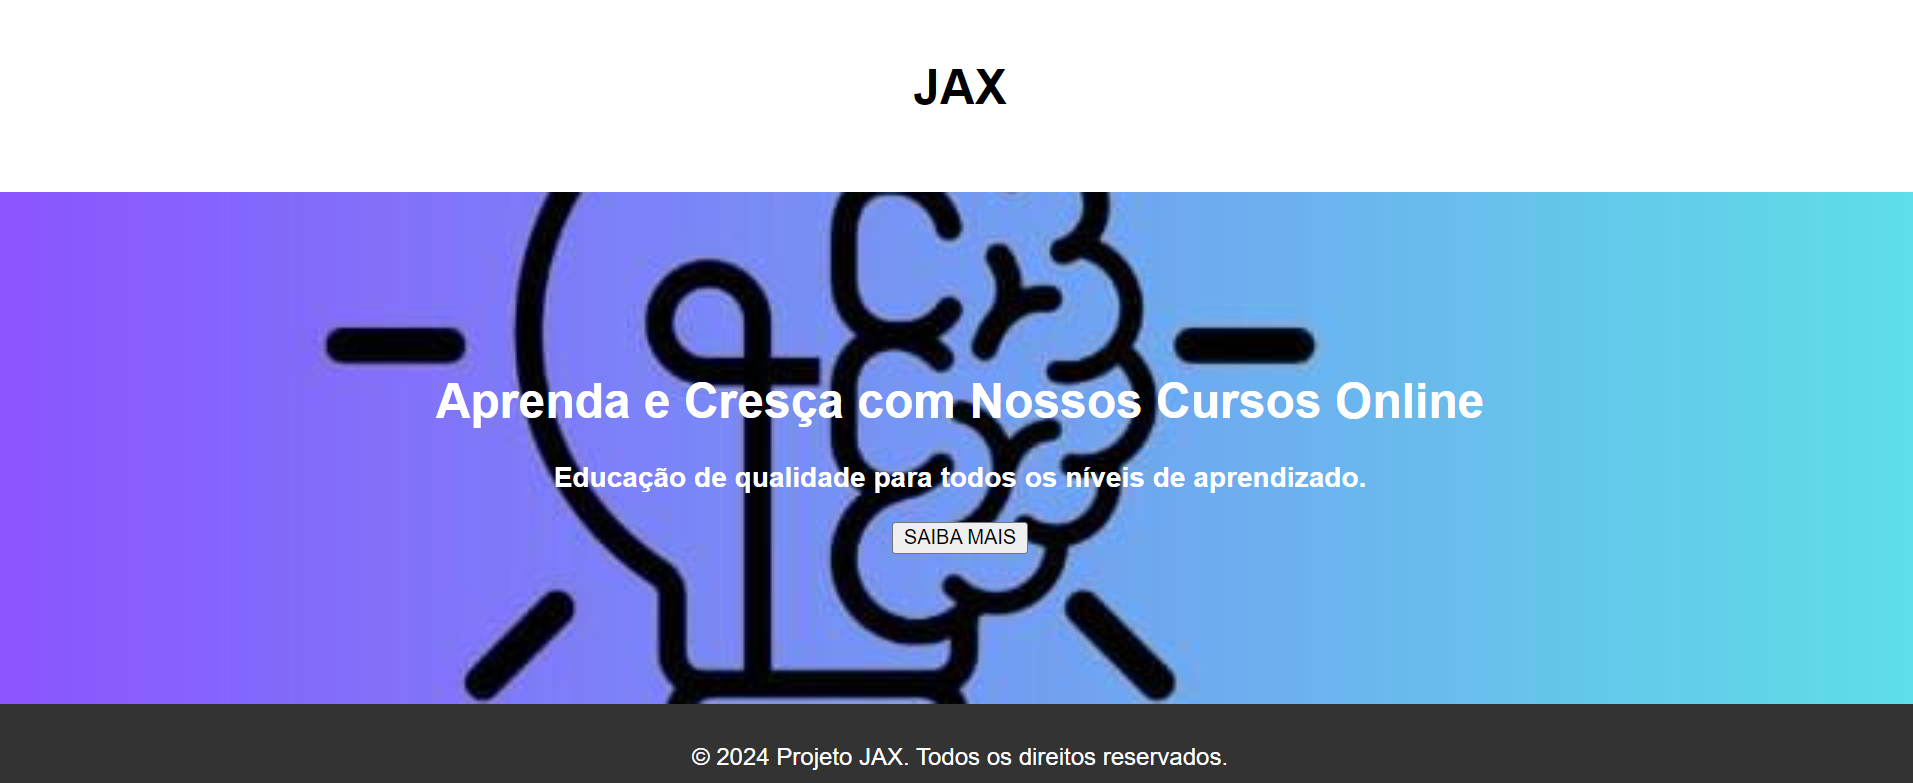 JAX
Aprenda e Cresça com Nossos Cursos Online
Educação de qualidade para todos os níveis de aprendizado.
SAIBA MAIS
© 2024 Projeto JAX. Todos os direitos reservados.